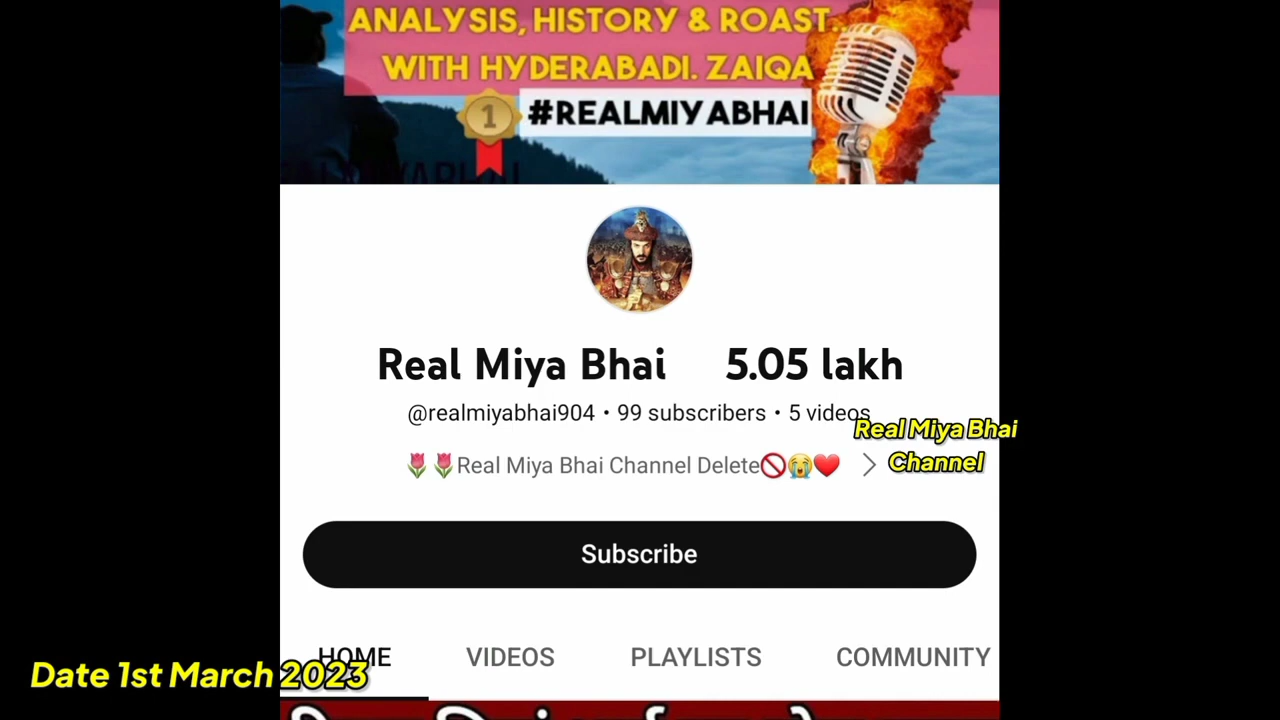 ANALYSIS, HISTORY & ROAST..
WITH HYDERABADI. ZAIQA
1
#REALMIYABHAI
Real Miya Bhai 5.05 lakh
@realmiyabhai904 • 99 subscribers • 5 videos
🌷🌷Real Miya Bhai Channel Delete🚫😭❤️ >
Real Miya Bhai
Channel
Subscribe
HOME VIDEOS PLAYLISTS COMMUNITY
Date 1st March 2023